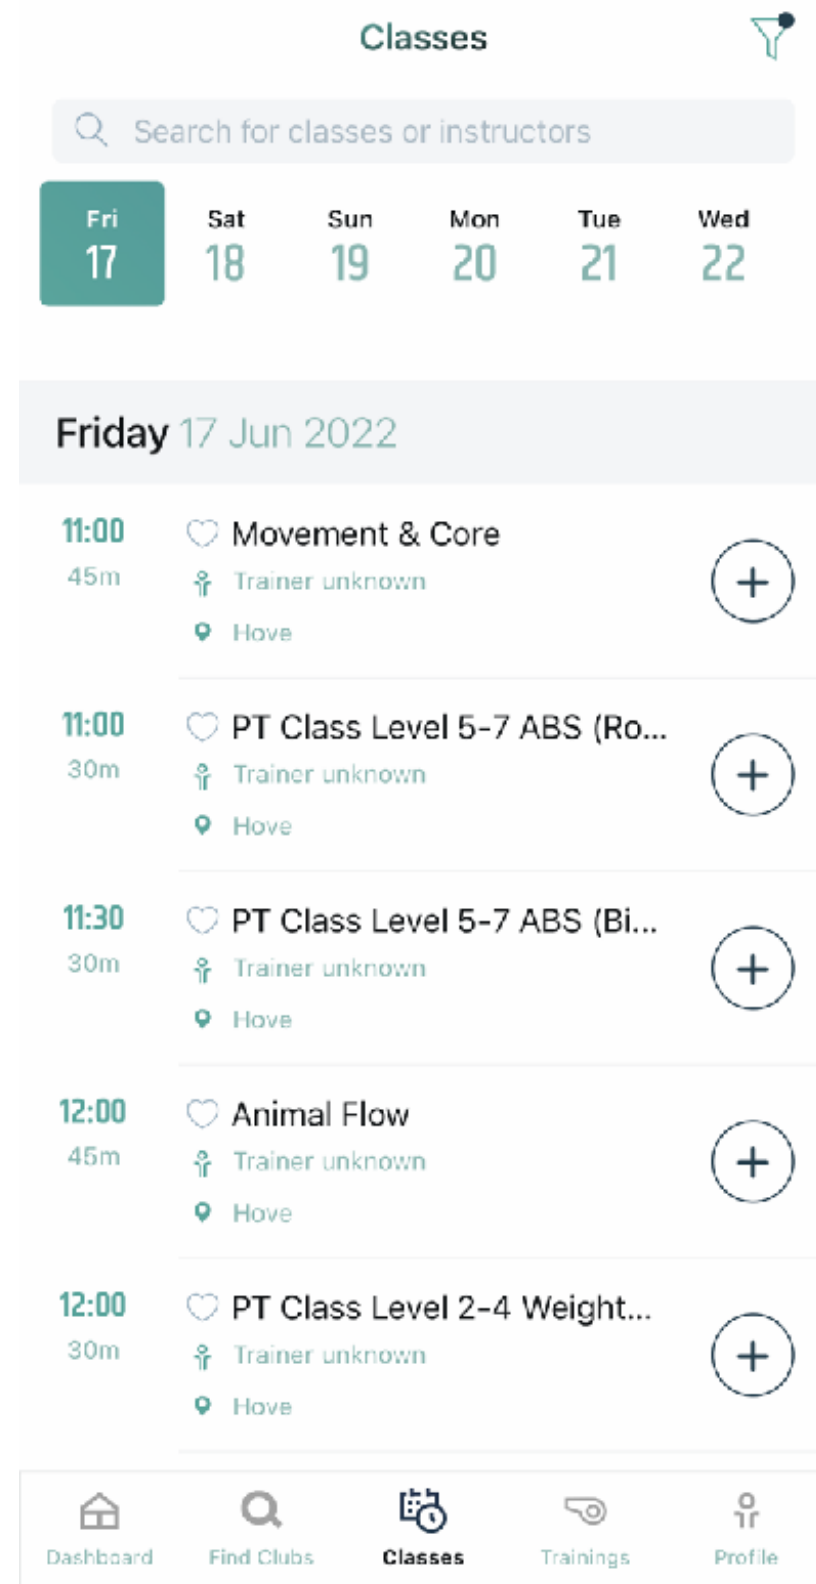 Classes
Search for classes or instructors
Fri Sat Sun Mon Tue Wed
17 18 19 20 21 22
Friday 17 Jun 2022
11:00 Movement & Core
45m Trainer unknown
Hove
11:00 PT Class Level 5-7 ABS (Ro...
30m Trainer unknown
Hove
11:30 PT Class Level 5-7 ABS (Bi...
30m Trainer unknown
Hove
12:00 Animal Flow
45m Trainer unknown
Hove
12:00 PT Class Level 2-4 Weight...
30m Trainer unknown
Hove
Dashboard Find Clubs Classes Trainings Profile